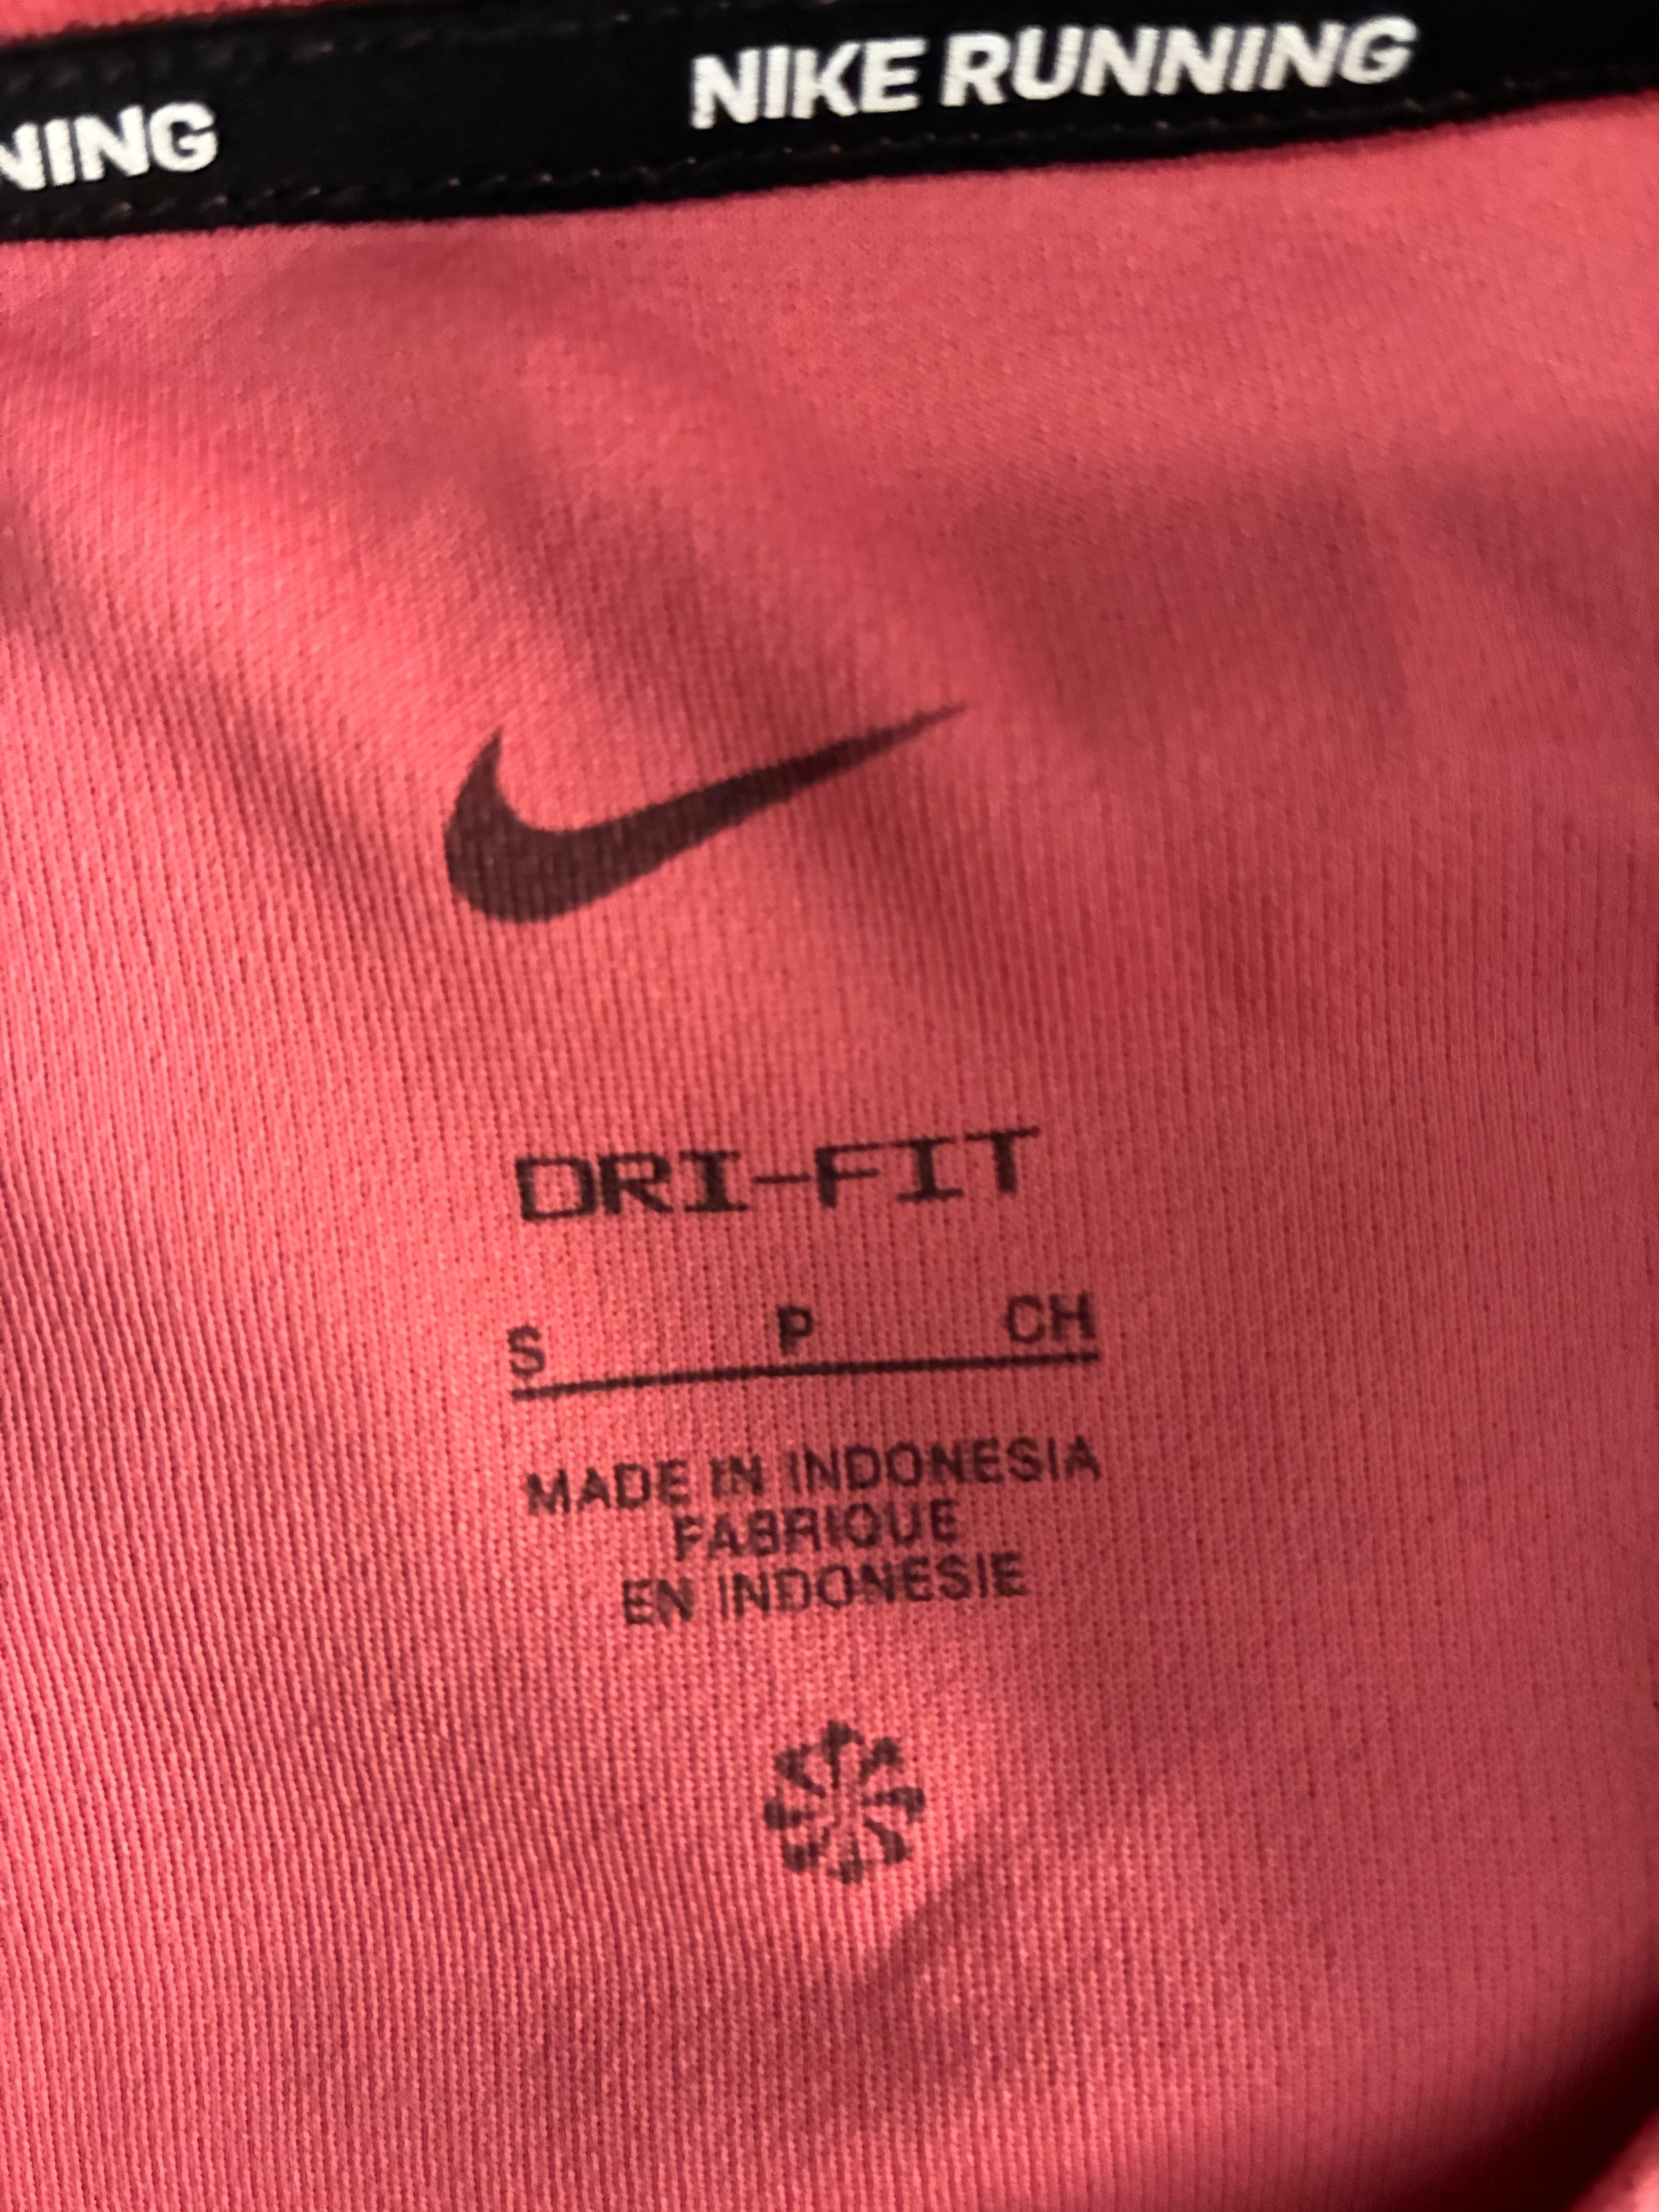 NING NIKE RUNNING
DRI-FIT
S P CH
MADE IN INDONESIA
FABRIQUE
EN INDONESIE